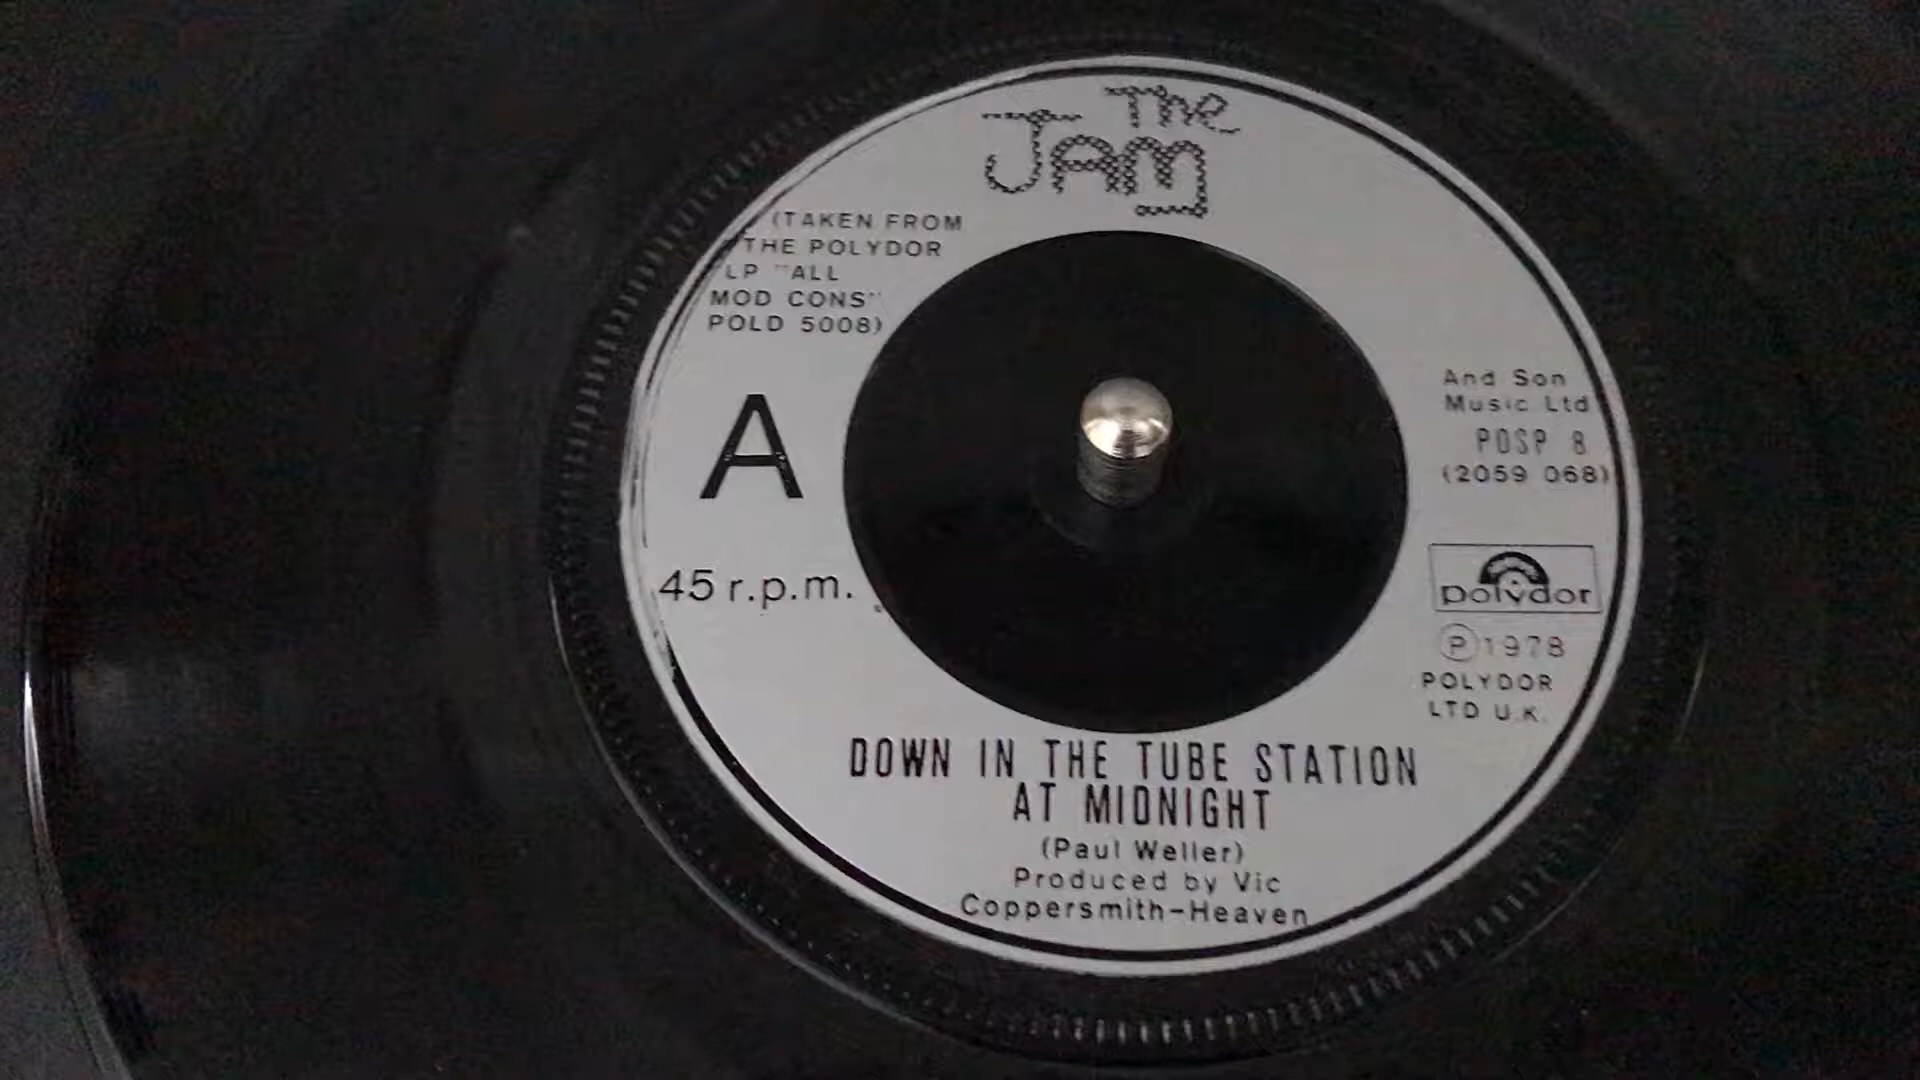 The
JAM
(TAKEN FROM
THE POLYDOR
LP "ALL
MOD CONS"
POLD 5008)
A
45 r.p.m.
And Son
Music Ltd
POSP 8
(2059 068)
polydor
Ⓟ1978
POLYDOR
LTD U.K.
DOWN IN THE TUBE STATION
AT MIDNIGHT
(Paul Weller)
Produced by Vic
Coppersmith-Heaven